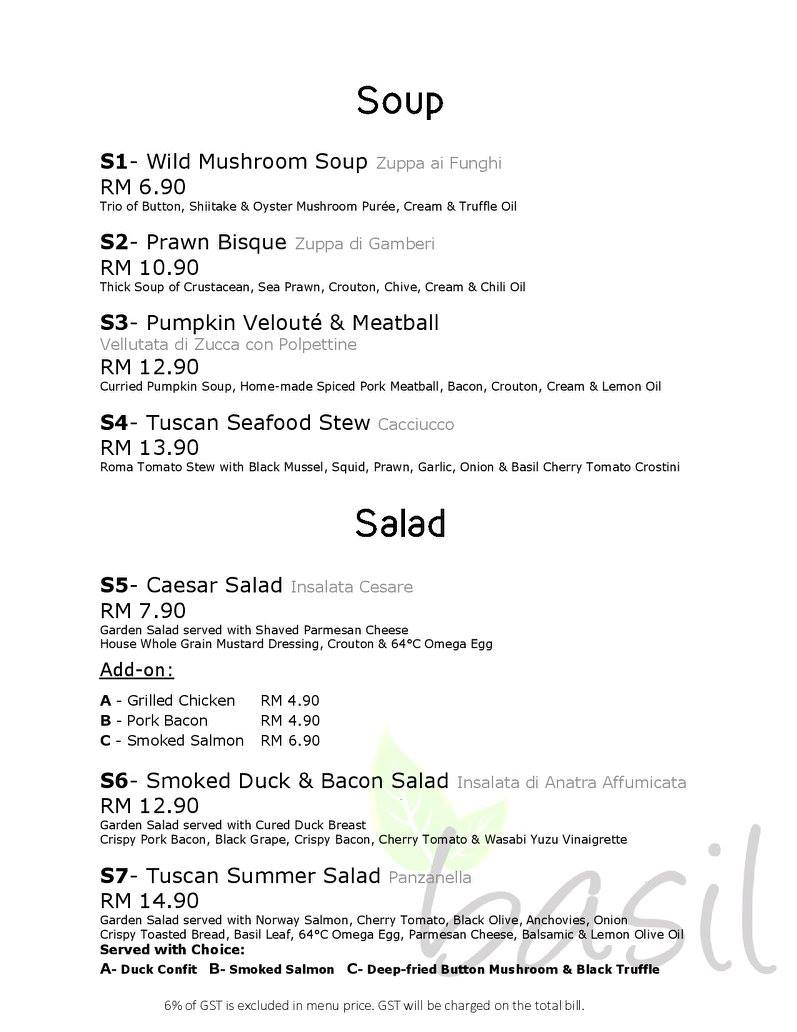 Soup
S1- Wild Mushroom Soup Zuppa ai Funghi
RM 6.90
Trio of Button, Shiitake & Oyster Mushroom Purée, Cream & Truffle Oil
S2- Prawn Bisque Zuppa di Gamberi
RM 10.90
Thick Soup of Crustacean, Sea Prawn, Crouton, Chive, Cream & Chili Oil
S3- Pumpkin Velouté & Meatball
Vellutata di Zucca con Polpettine
RM 12.90
Curried Pumpkin Soup, Home-made Spiced Pork Meatball, Bacon, Crouton, Cream & Lemon Oil
S4- Tuscan Seafood Stew Cacciucco
RM 13.90
Roma Tomato Stew with Black Mussel, Squid, Prawn, Garlic, Onion & Basil Cherry Tomato Crostini
Salad
S5- Caesar Salad Insalata Cesare
RM 7.90
Garden Salad served with Shaved Parmesan Cheese
House Whole Grain Mustard Dressing, Crouton & 64°C Omega Egg
Add-on:
A - Grilled Chicken RM 4.90
B - Pork Bacon RM 4.90
C - Smoked Salmon RM 6.90
S6- Smoked Duck & Bacon Salad Insalata di Anatra Affumicata
RM 12.90
Garden Salad served with Cured Duck Breast
Crispy Pork Bacon, Black Grape, Crispy Bacon, Cherry Tomato & Wasabi Yuzu Vinaigrette
S7- Tuscan Summer Salad Panzanella
RM 14.90
Garden Salad served with Norway Salmon, Cherry Tomato, Black Olive, Anchovies, Onion
Crispy Toasted Bread, Basil Leaf, 64°C Omega Egg, Parmesan Cheese, Balsamic & Lemon Olive Oil
Served with Choice:
A- Duck Confit B- Smoked Salmon C- Deep-fried Button Mushroom & Black Truffle
basil
6% of GST is excluded in menu price. GST will be charged on the total bill.